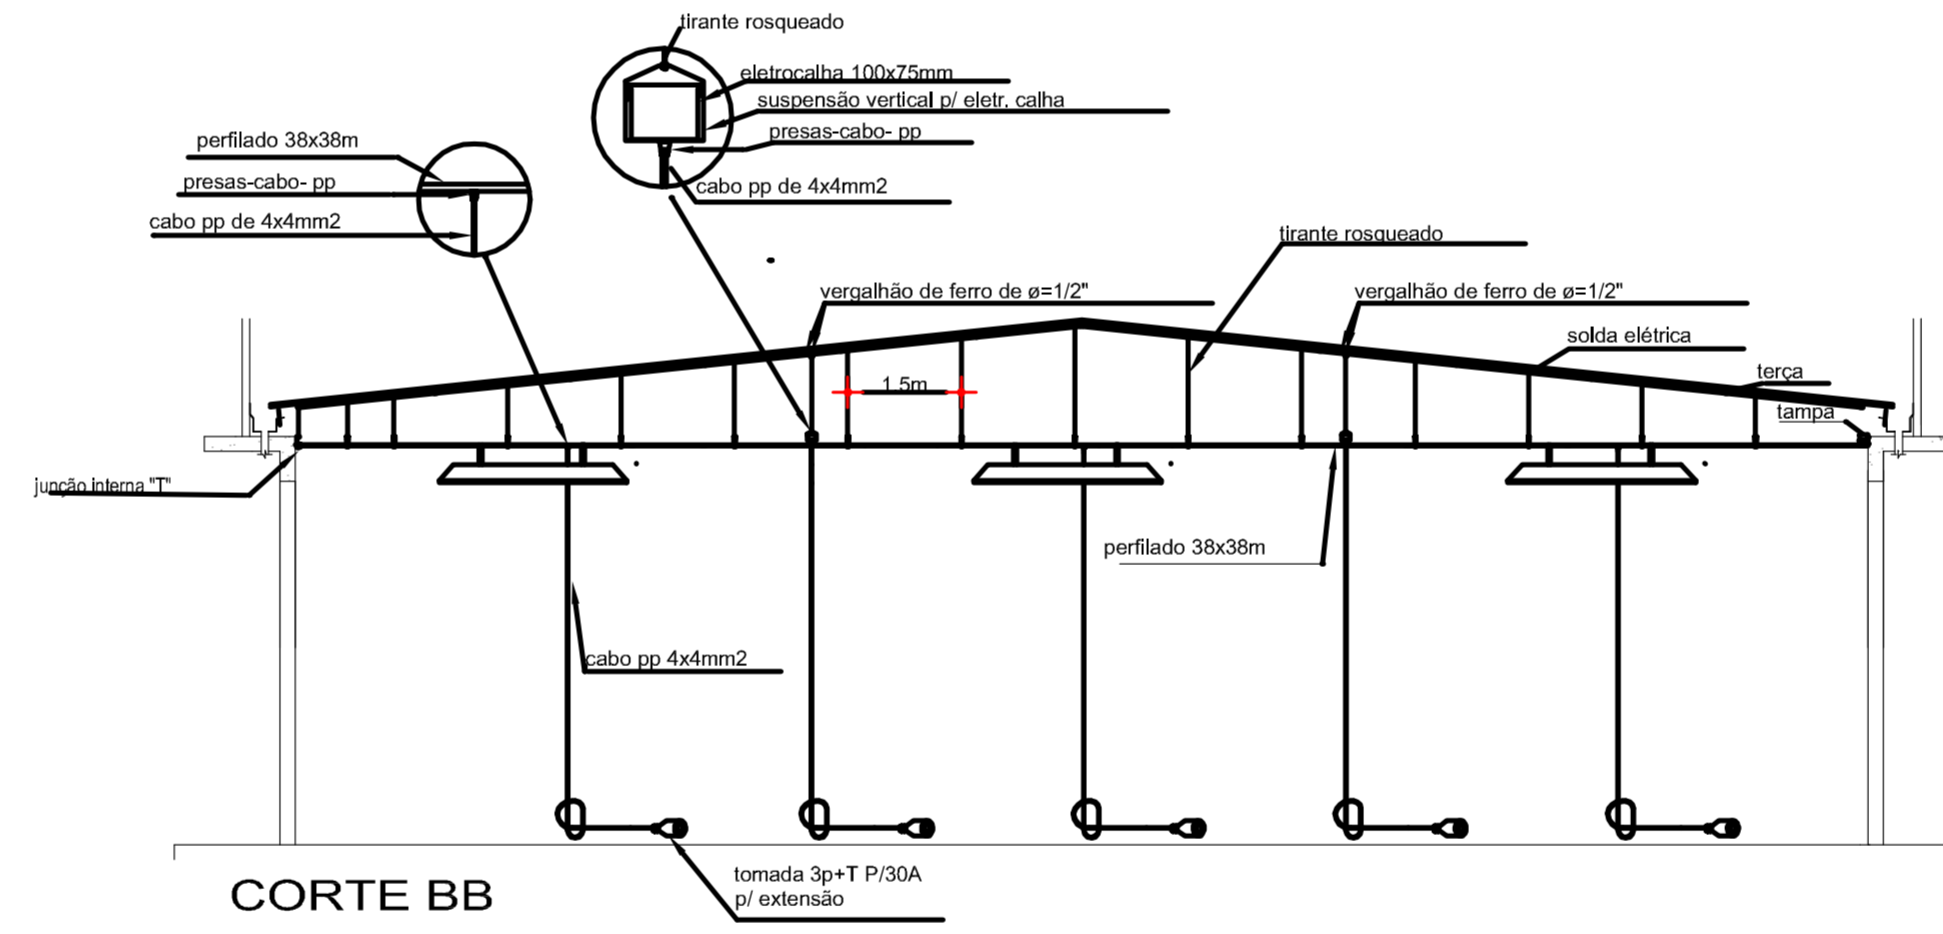 tirante rosqueado
eletrocalha 100x75mm
suspensão vertical p/ eletr. calha
presas-cabo- pp
cabo pp de 4x4mm2
perfilado 38x38m
presas-cabo- pp
cabo pp de 4x4mm2
tirante rosqueado
vergalhão de ferro de ø=1/2"
vergalhão de ferro de ø=1/2"
solda elétrica
terça
tampa
1.5m
junção interna "T"
perfilado 38x38m
cabo pp 4x4mm2
tomada 3p+T P/30A
p/ extensão
CORTE BB